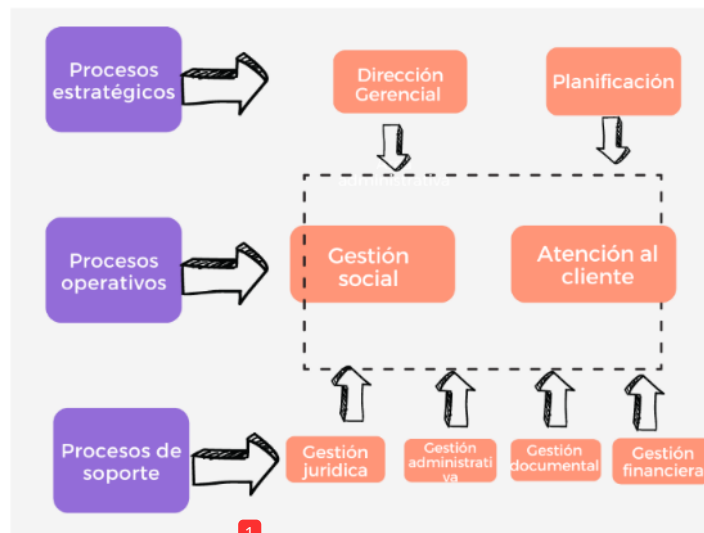 Procesos
estratégicos
Dirección
Gerencial
Planificación
administrativa
Procesos
operativos
Gestión
social
Atención al
cliente
Procesos de
soporte
Gestión
juridica
Gestión
administrati
va
Gestión
documental
Gestión
financiera
1